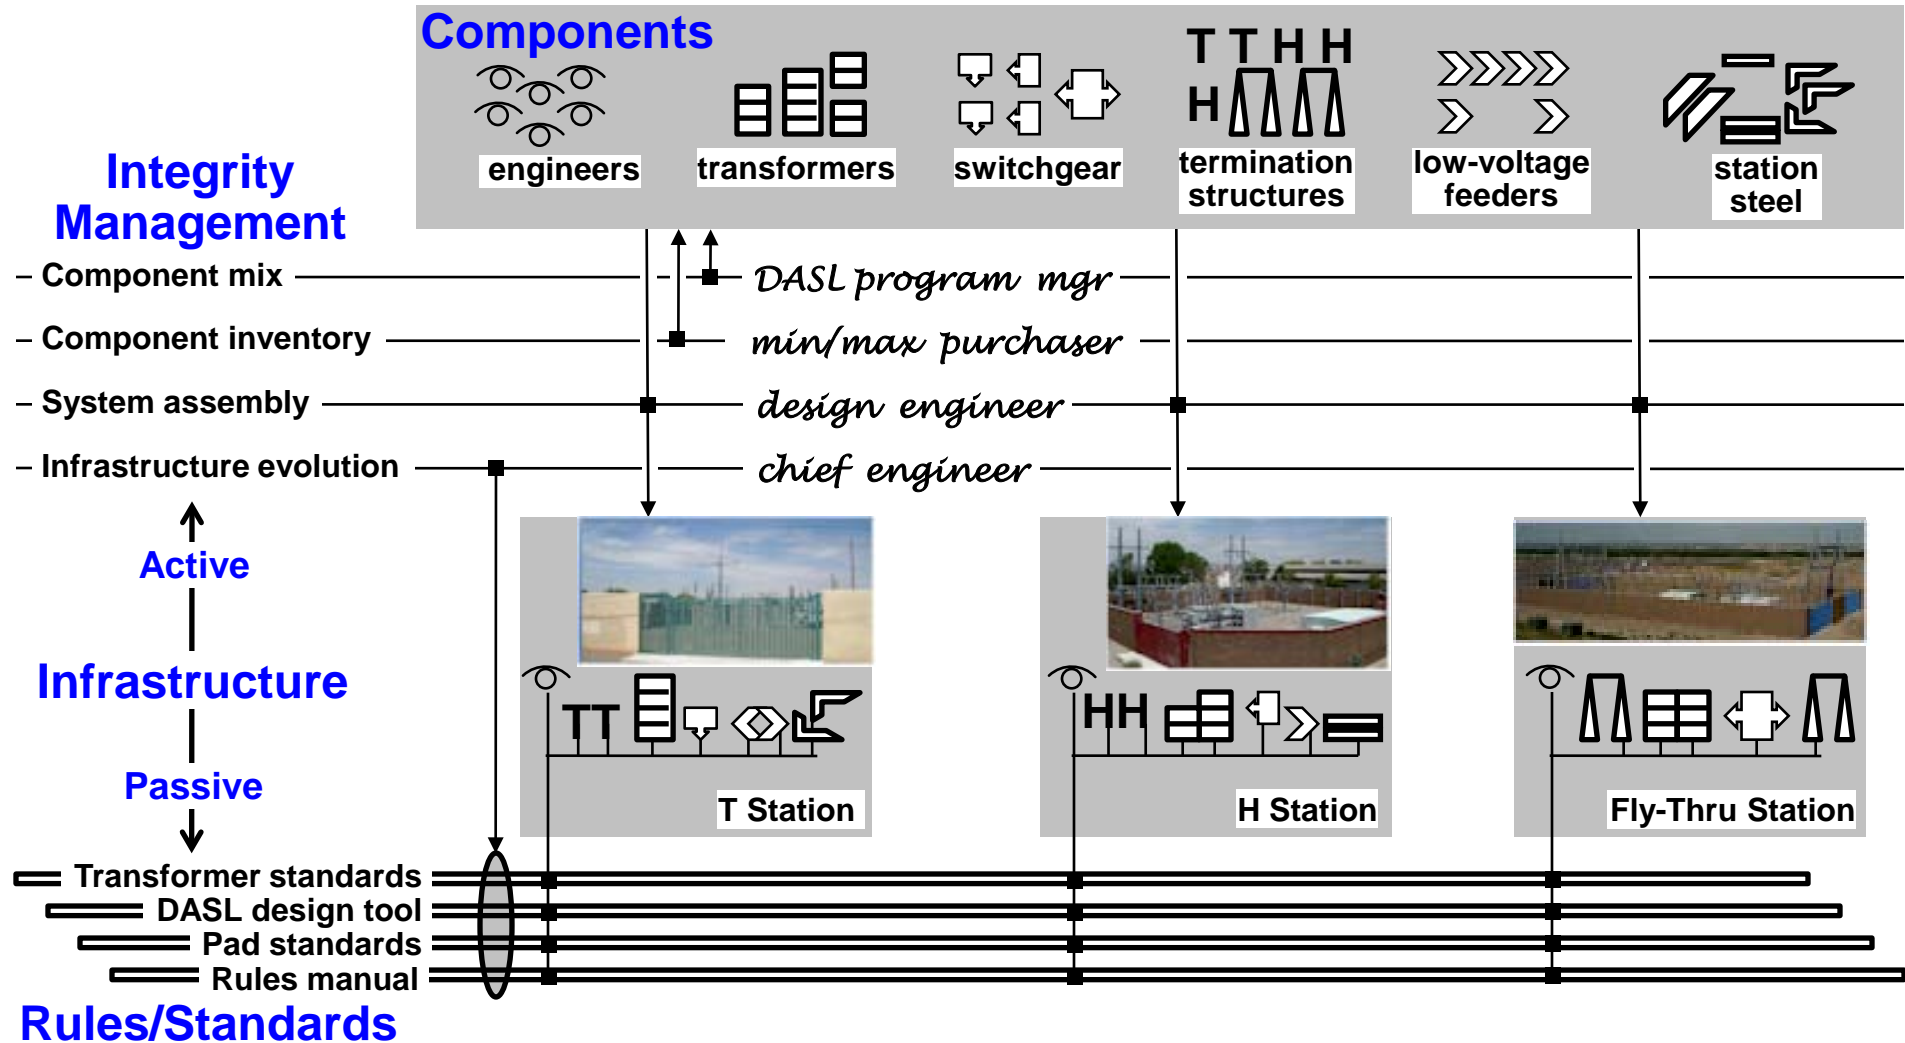 Components
T T H H
H
engineers
transformers
switchgear
termination
structures
low-voltage
feeders
station
steel
Integrity
Management
– Component mix
DASL program mgr
– Component inventory
min/max purchaser
– System assembly
design engineer
– Infrastructure evolution
chief engineer
Active
Infrastructure
Passive
TT
T Station
HH
H Station
Fly-Thru Station
Transformer standards
DASL design tool
Pad standards
Rules manual
Rules/Standards